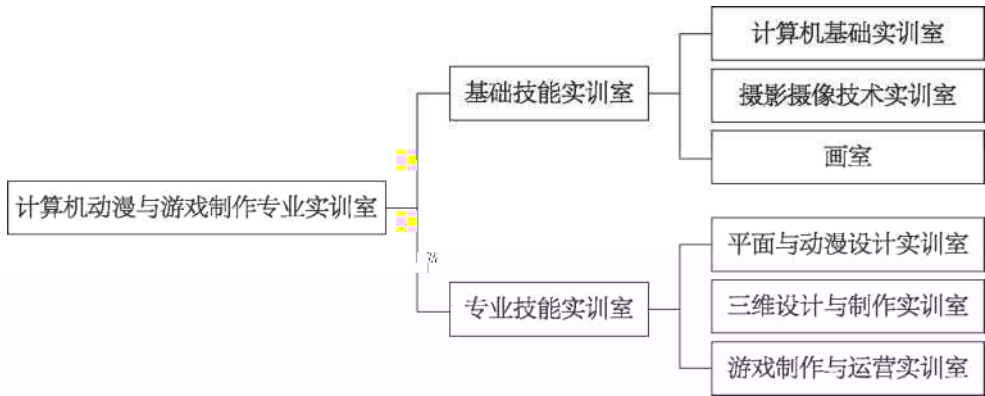 计算机动漫与游戏制作专业实训室
基础技能实训室
计算机基础实训室
摄影摄像技术实训室
画室
专业技能实训室
平面与动漫设计实训室
三维设计与制作实训室
游戏制作与运营实训室